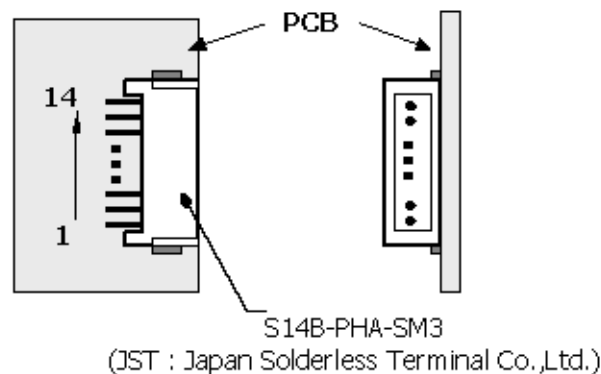 PCB
14
1
S14B-PHA-SM3
(JST : Japan Solderless Terminal Co.,Ltd.)